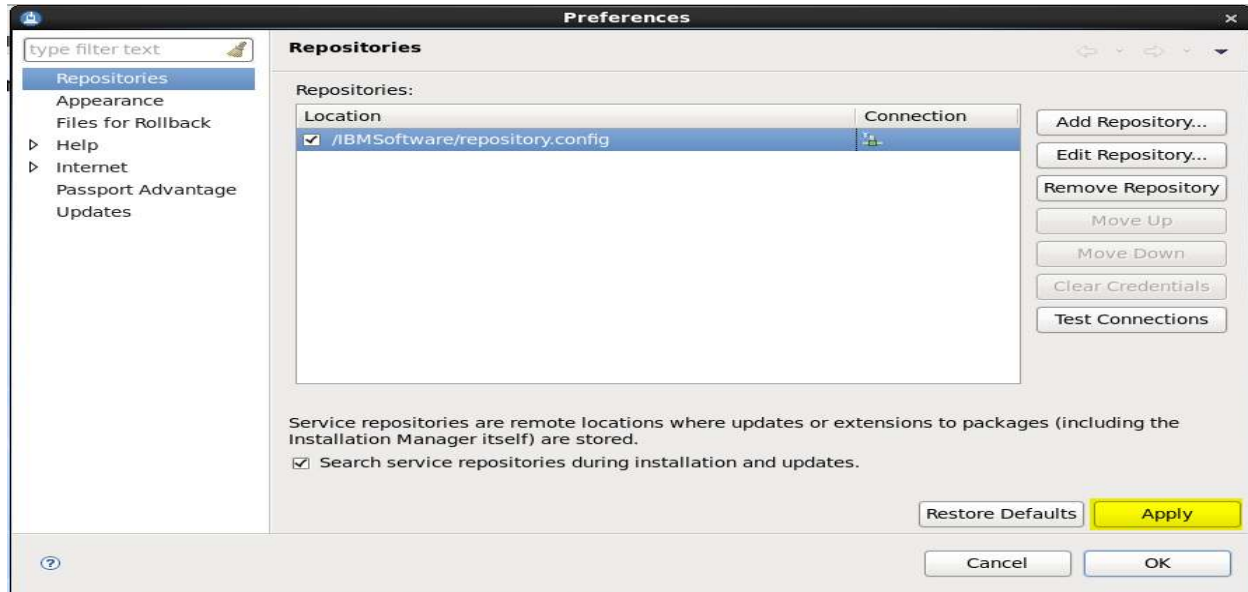 Preferences
type filter text
Repositories
Appearance
Files for Rollback
Help
Internet
Passport Advantage
Updates
Repositories
Repositories:
Location Connection
/IBMSoftware/repository.config
Add Repository...
Edit Repository...
Remove Repository
Move Up
Move Down
Clear Credentials
Test Connections
Service repositories are remote locations where updates or extensions to packages (including the
Installation Manager itself) are stored.
Search service repositories during installation and updates.
Restore Defaults Apply
Cancel OK